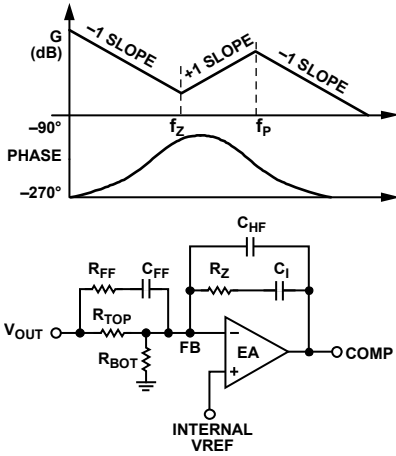 G
(dB)
–1 SLOPE
+1 SLOPE
–1 SLOPE
–90°
fZ
fP
PHASE
–270°
CHF
RFF
CFF
RZ
CI
VOUT
RTOP
RBOT
FB
–
EA
+
COMP
INTERNAL
VREF